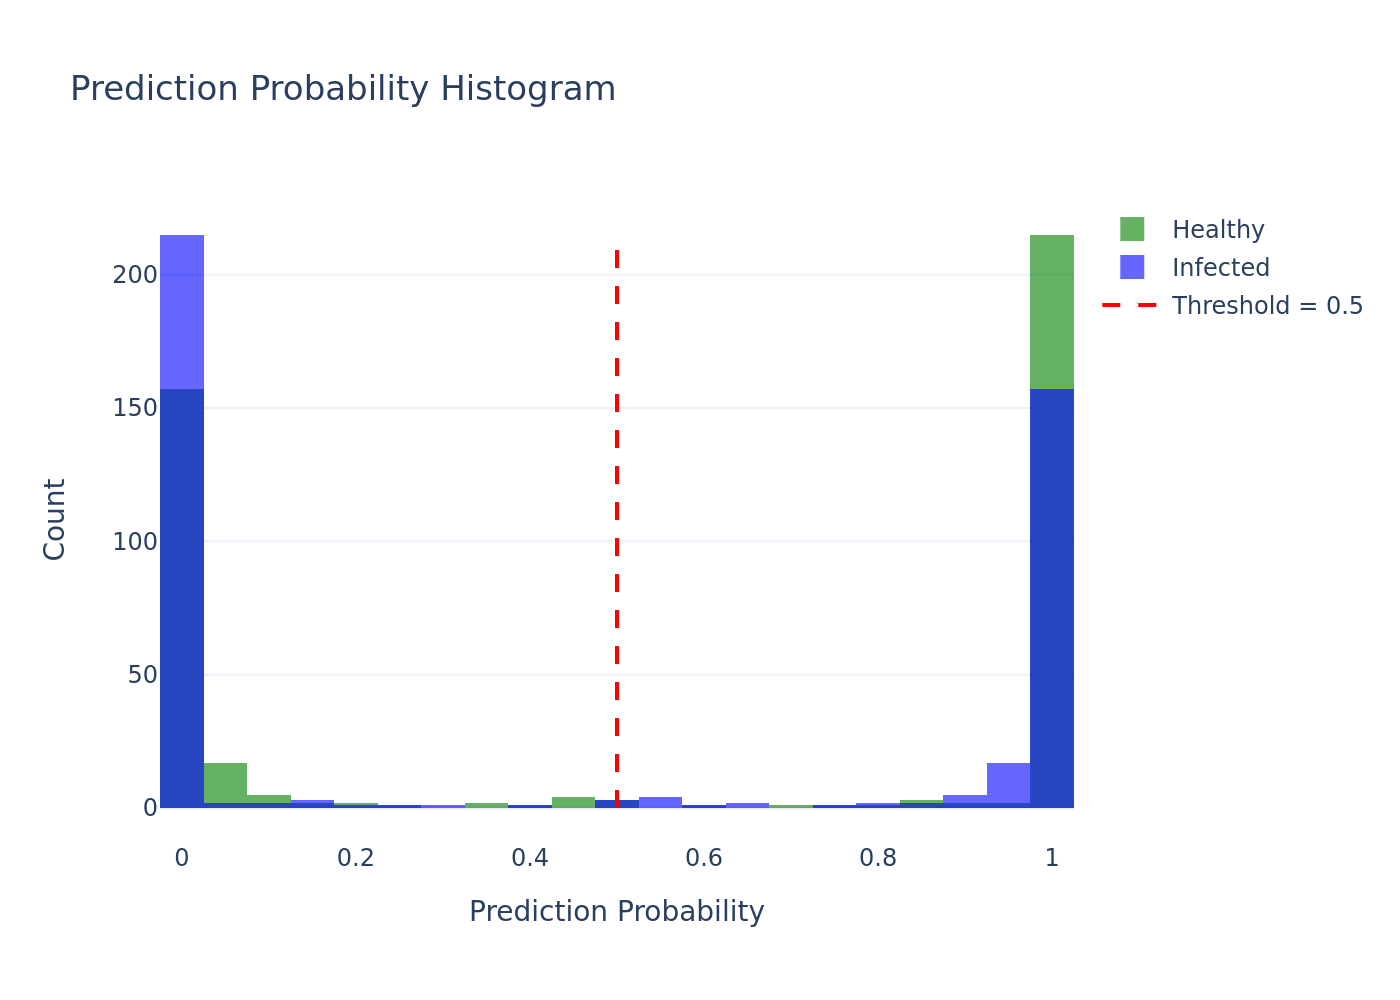 Prediction Probability Histogram
Healthy
Infected
Threshold = 0.5
200
150
100
50
0
Count
0 0.2 0.4 0.6 0.8 1
Prediction Probability